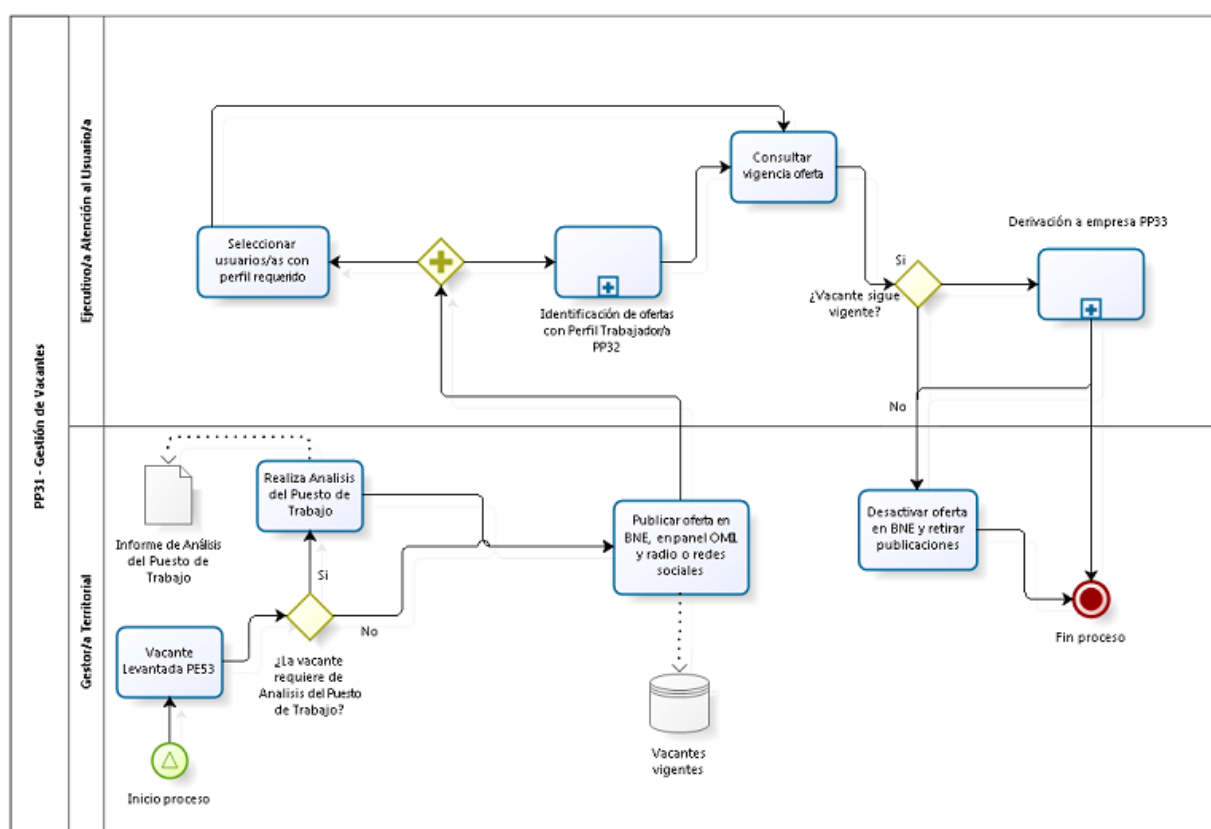 PP31 - Gestión de Vacantes
Ejecutivo/a Atención al Usuario/a
Consultar
vigencia oferta
Seleccionar
usuarios/as con
perfil requerido
Identificación de ofertas
con Perfil Trabajador/a
PP32
Derivación a empresa PP33
Si
¿Vacante sigue
vigente?
No
Gestor/a Territorial
Realiza Analisis
del Puesto de
Trabajo
Informe de Análisis
del Puesto de
Trabajo
Si
No
Vacante
Levantada PE53
¿La vacante
requiere de
Analisis del Puesto
de Trabajo?
Inicio proceso
Publicar oferta en
BNE, en panel OMIL
y radio o redes
sociales
Vacantes
vigentes
Desactivar oferta
en BNE y retirar
publicaciones
Fin proceso